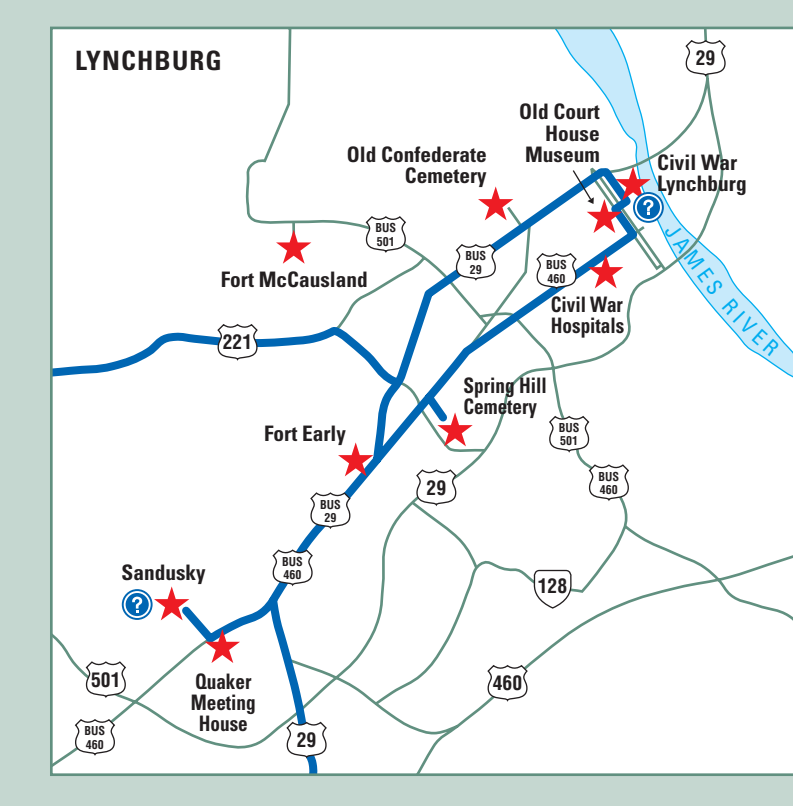 LYNCHBURG
29
Old Court
House
Museum
Civil War
Lynchburg
?
Old Confederate
Cemetery
BUS
501
BUS
29
BUS
460
JAMES RIVER
Fort McCausland
Civil War
Hospitals
221
Spring Hill
Cemetery
Fort Early
BUS
501
BUS
460
29
BUS
29
BUS
460
Sandusky
?
128
501
Quaker
Meeting
House
460
BUS
460
29